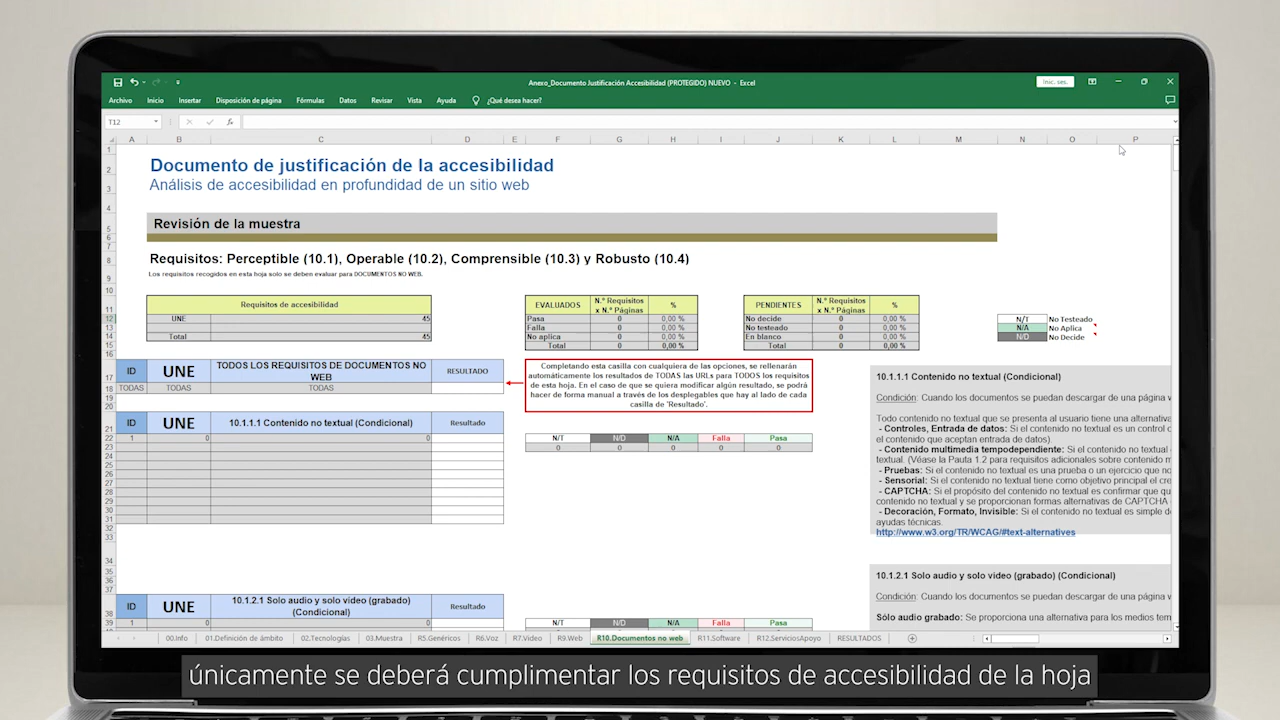 Anexo_Documento Justificación Accesibilidad (PROTEGIDO) NUEVO - Excel
Inic. ses.
Archivo Inicio Insertar Disposición de página Fórmulas Datos Revisar Vista Ayuda ¿Qué desea hacer?
T12 fx
A B C D E F G H I J K L M N O P
Documento de justificación de la accesibilidad
Análisis de accesibilidad en profundidad de un sitio web
Revisión de la muestra
Requisitos: Perceptible (10.1), Operable (10.2), Comprensible (10.3) y Robusto (10.4)
Los requisitos recogidos en esta hoja solo se deben evaluar para DOCUMENTOS NO WEB.
Requisitos de accesibilidad
UNE 45
Total 45
EVALUADOS N.º Requisitos x N.º Páginas %
Pasa 0 0,00 %
Falla 0 0,00 %
No aplica 0 0,00 %
Total 0 0,00 %
PENDIENTES N.º Requisitos x N.º Páginas %
No decide 0 0,00 %
No testeado 0 0,00 %
En blanco 0 0,00 %
Total 0 0,00 %
N/T No Testeado
N/A No Aplica
N/D No Decide
ID UNE TODOS LOS REQUISITOS DE DOCUMENTOS NO WEB RESULTADO
TODAS TODAS TODAS
Completando esta casilla con cualquiera de las opciones, se rellenarán
automáticamente los resultados de TODAS las URLs para TODOS los requisitos
de esta hoja. En el caso de que se quiera modificar algún resultado, se podrá
hacer de forma manual a través de los desplegables que hay al lado de cada
casilla de 'Resultado'.
ID UNE 10.1.1.1 Contenido no textual (Condicional) Resultado
1 0 0
N/T N/D N/A Falla Pasa
0 0 0 0 0
10.1.1.1 Contenido no textual (Condicional)
Condición: Cuando los documentos se puedan descargar de una página w
Todo contenido no textual que se presenta al usuario tiene una alternativa
- Controles, Entrada de datos: Si el contenido no textual es un control o
el contenido que aceptan entrada de datos)
- Contenido multimedia tempodependiente: Si el contenido no textual
textual. (Véase la Pauta 1.2 para requisitos adicionales sobre contenido m
- Pruebas: Si el contenido no textual es una prueba o un ejercicio que no
- Sensorial: Si el contenido no textual tiene como objetivo principal el cre
- CAPTCHA: Si el propósito del contenido no textual es confirmar que qu
contenido no textual y se proporcionan formas alternativas de CAPTCHA
- Decoración, Formato, Invisible: Si el contenido no textual es simple de
ayudas técnicas.
http://www.w3.org/TR/WCAG/#text-alternatives
ID UNE 10.1.2.1 Solo audio y solo vídeo (grabado) (Condicional) Resultado
1 0 0
N/T N/D N/A Falla Pasa
10.1.2.1 Solo audio y solo vídeo (grabado) (Condicional)
Condición: Cuando los documentos se puedan descargar de una página w
Sólo audio grabado: Se proporciona una alternativa para los medios tem
00.Info 01.Definición de ámbito 02.Tecnologías 03.Muestra R5.Genéricos R6.Voz R7.Vídeo R9.Web R10.Documentos no web R11.Software R12.ServiciosApoyo RESULTADOS
únicamente se deberá cumplimentar los requisitos de accesibilidad de la hoja